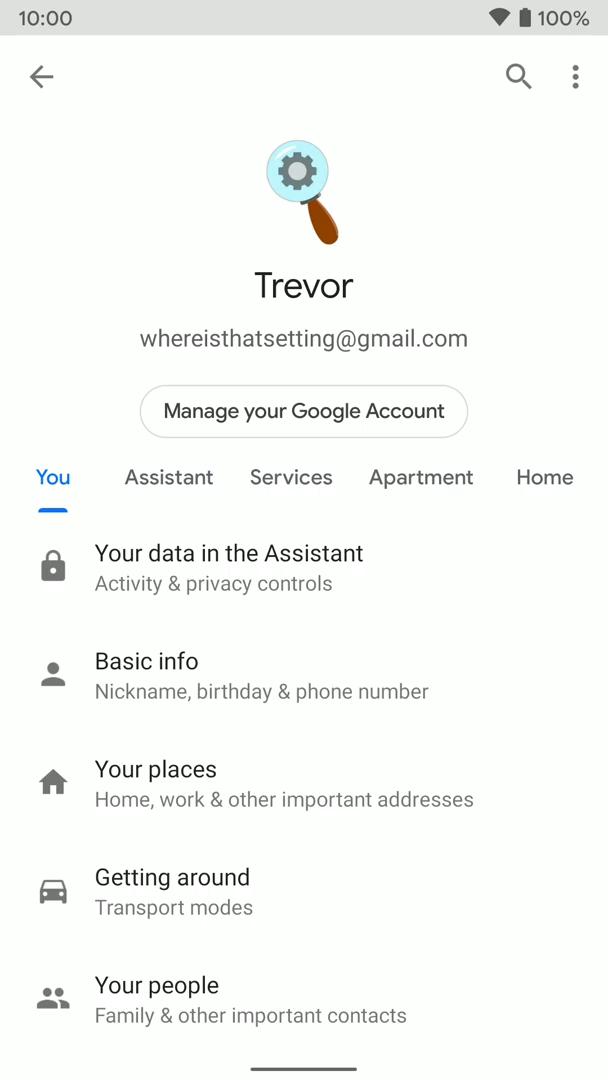 10:00 100%
Trevor
whereisthatsetting@gmail.com
Manage your Google Account
You Assistant Services Apartment Home
Your data in the Assistant
Activity & privacy controls
Basic info
Nickname, birthday & phone number
Your places
Home, work & other important addresses
Getting around
Transport modes
Your people
Family & other important contacts